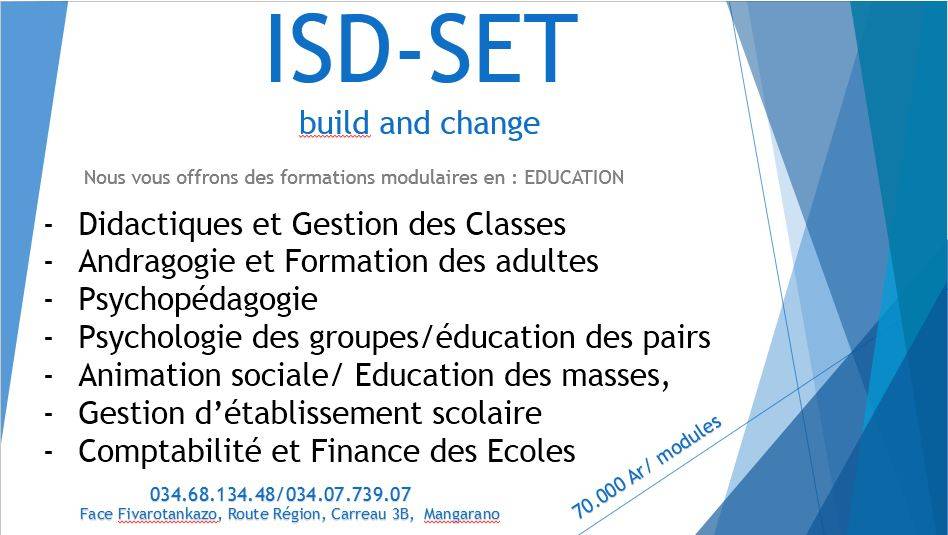 ISD-SET
build and change
Nous vous offrons des formations modulaires en : EDUCATION
- Didactiques et Gestion des Classes
- Andragogie et Formation des adultes
- Psychopédagogie
- Psychologie des groupes/éducation des pairs
- Animation sociale/ Education des masses,
- Gestion d’établissement scolaire
- Comptabilité et Finance des Ecoles
70.000 Ar/ modules
034.68.134.48/034.07.739.07
Face Fivarotankazo, Route Région, Carreau 3B, Mangarano